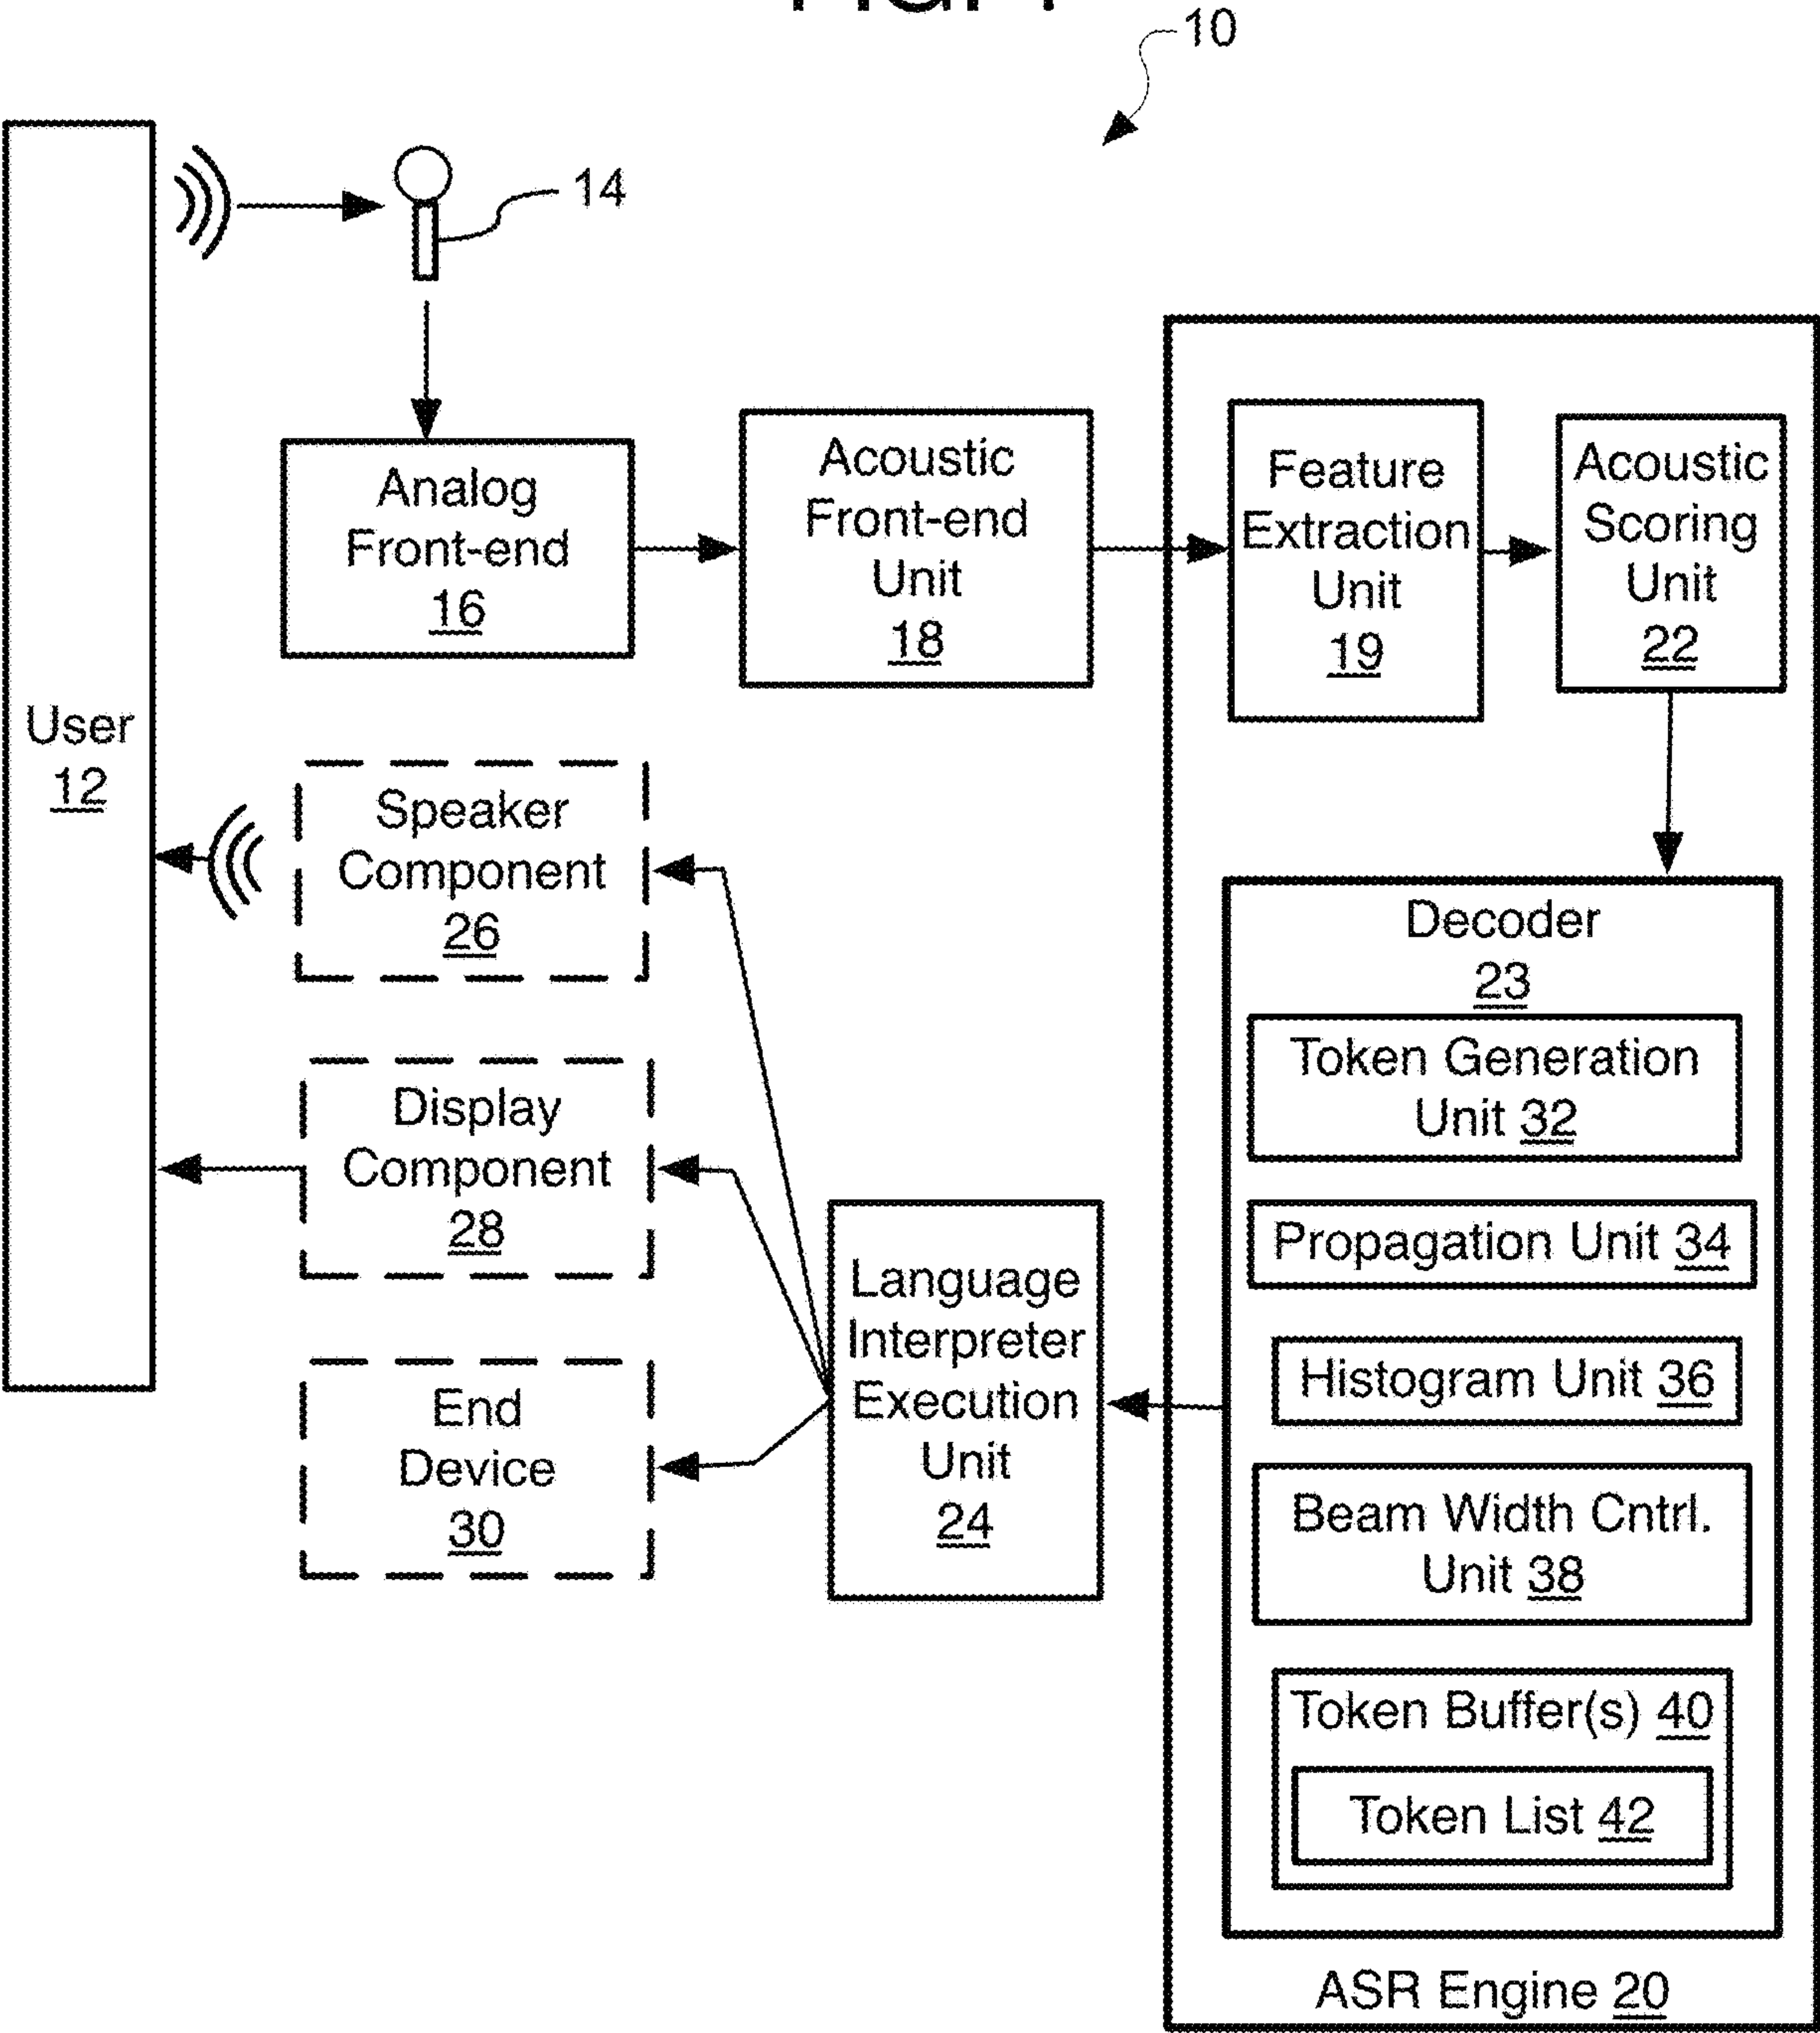 10
14
User
12
Analog
Front-end
16
Acoustic
Front-end
Unit
18
Feature
Extraction
Unit
19
Acoustic
Scoring
Unit
22
Speaker
Component
26
Display
Component
28
End
Device
30
Language
Interpreter
Execution
Unit
24
Decoder
23
Token Generation
Unit 32
Propagation Unit 34
Histogram Unit 36
Beam Width Cntrl.
Unit 38
Token Buffer(s) 40
Token List 42
ASR Engine 20